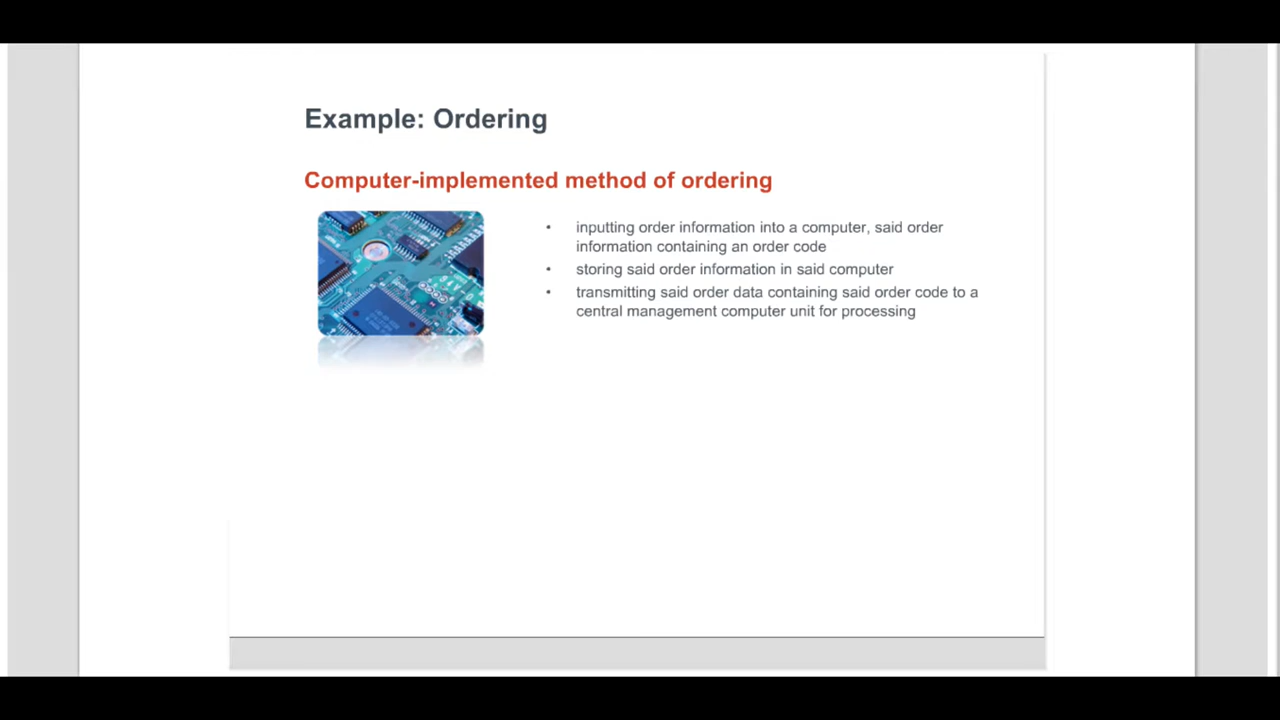 Example: Ordering
Computer-implemented method of ordering
• inputting order information into a computer, said order
information containing an order code
• storing said order information in said computer
• transmitting said order data containing said order code to a
central management computer unit for processing